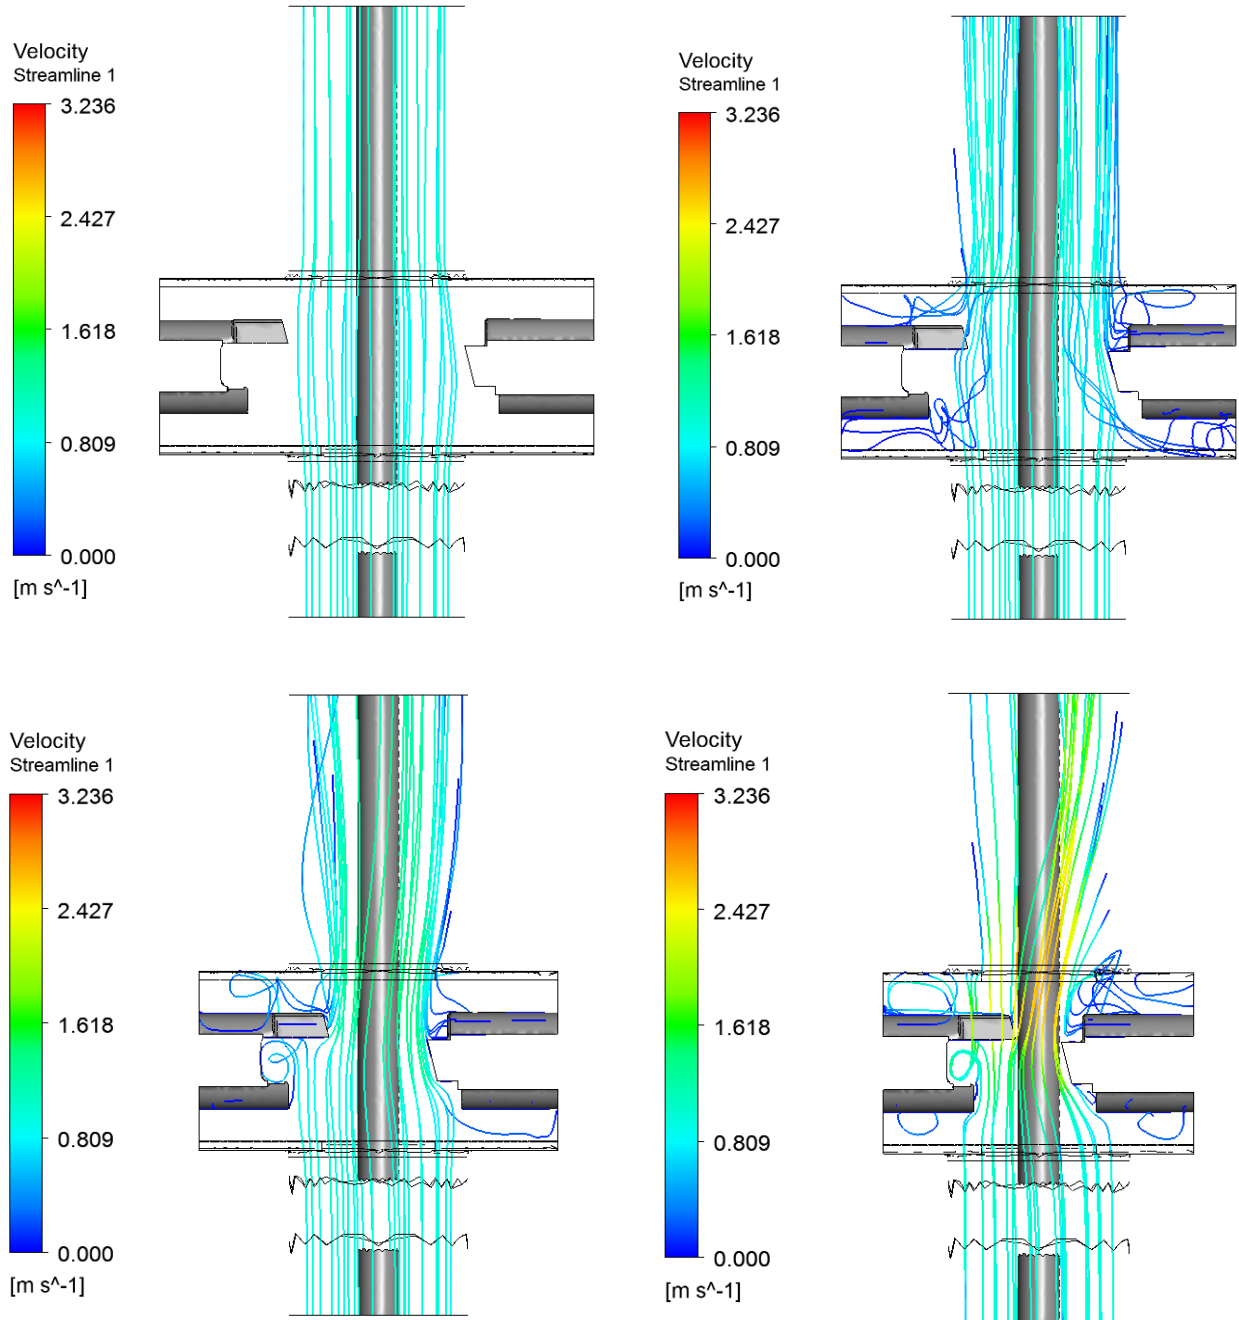 Velocity
Streamline 1
3.236
2.427
1.618
0.809
0.000
[m s^-1]
Velocity
Streamline 1
3.236
2.427
1.618
0.809
0.000
[m s^-1]
Velocity
Streamline 1
3.236
2.427
1.618
0.809
0.000
[m s^-1]
Velocity
Streamline 1
3.236
2.427
1.618
0.809
0.000
[m s^-1]